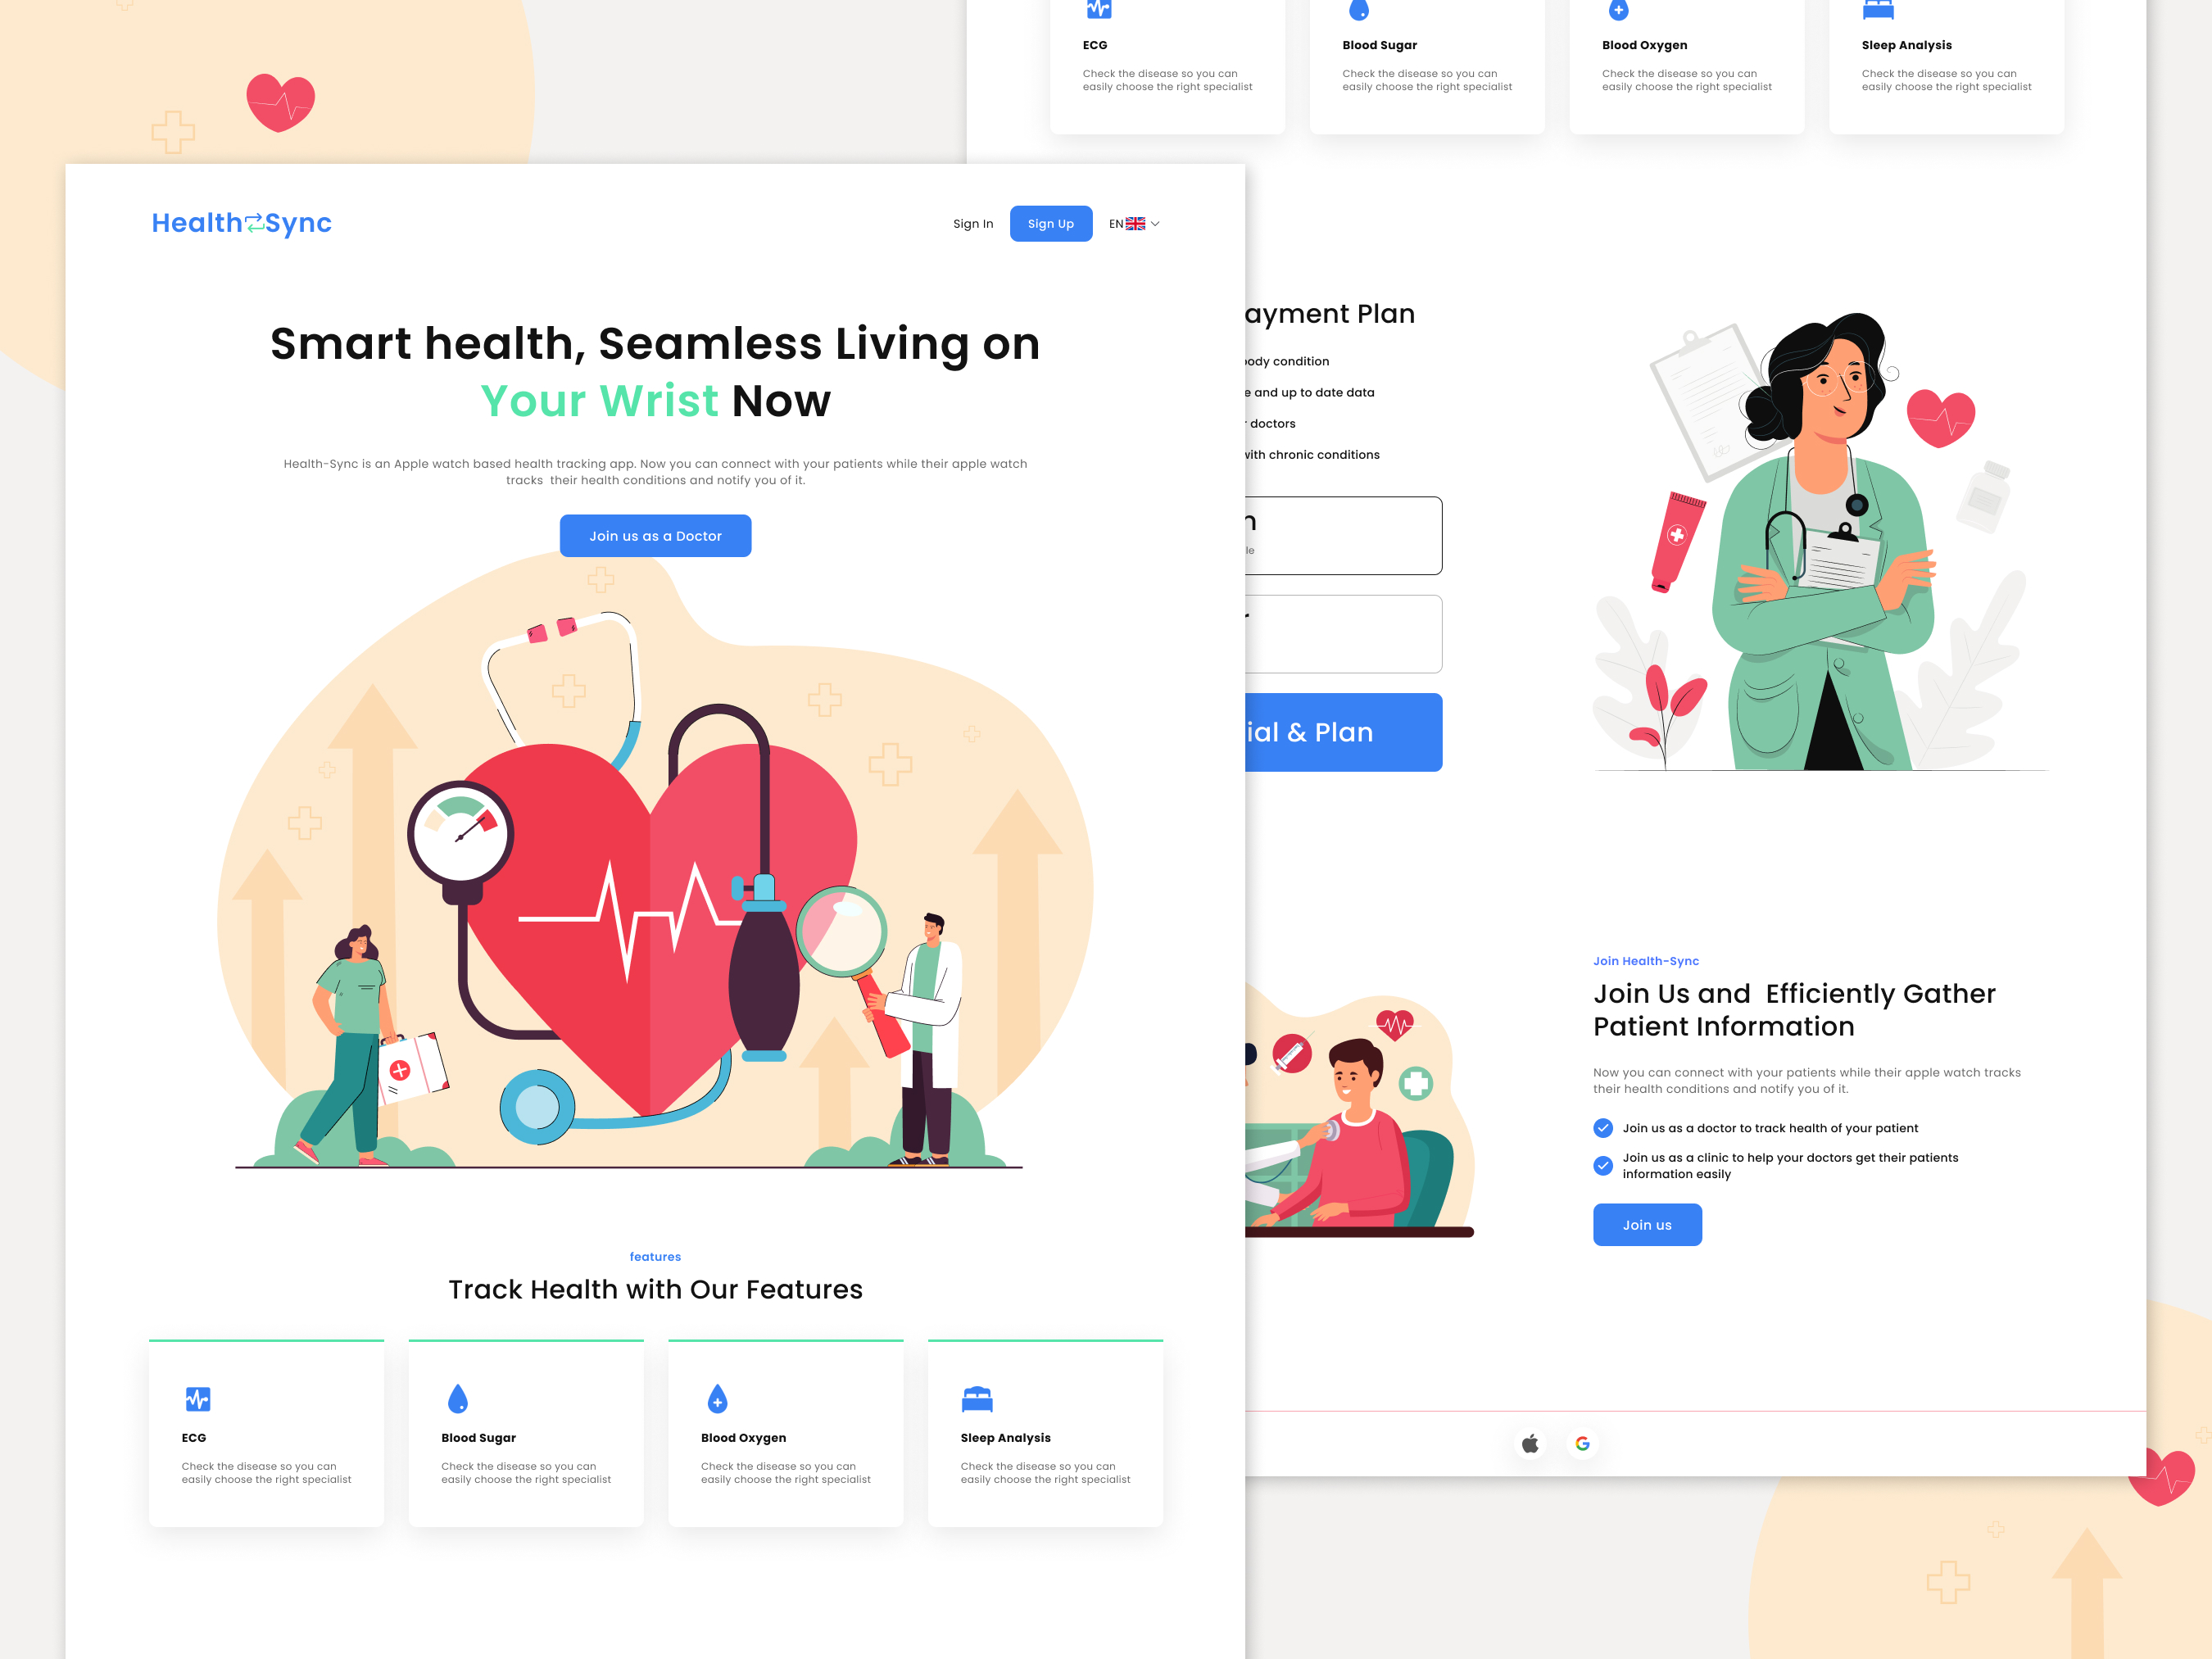 Health Sync
Sign In
Sign Up
EN
Smart health, Seamless Living on
Your Wrist Now
Health-Sync is an Apple watch based health tracking app. Now you can connect with your patients while their apple watch
tracks their health conditions and notify you of it.
Join us as a Doctor
features
Track Health with Our Features
ECG
Check the disease so you can
easily choose the right specialist
Blood Sugar
Check the disease so you can
easily choose the right specialist
Blood Oxygen
Check the disease so you can
easily choose the right specialist
Sleep Analysis
Check the disease so you can
easily choose the right specialist
ECG
Check the disease so you can
easily choose the right specialist
Blood Sugar
Check the disease so you can
easily choose the right specialist
Blood Oxygen
Check the disease so you can
easily choose the right specialist
Sleep Analysis
Check the disease so you can
easily choose the right specialist
ayment Plan
body condition
e and up to date data
doctors
with chronic conditions
n
le
ial & Plan
Join Health-Sync
Join Us and Efficiently Gather
Patient Information
Now you can connect with your patients while their apple watch tracks
their health conditions and notify you of it.
Join us as a doctor to track health of your patient
Join us as a clinic to help your doctors get their patients
information easily
Join us